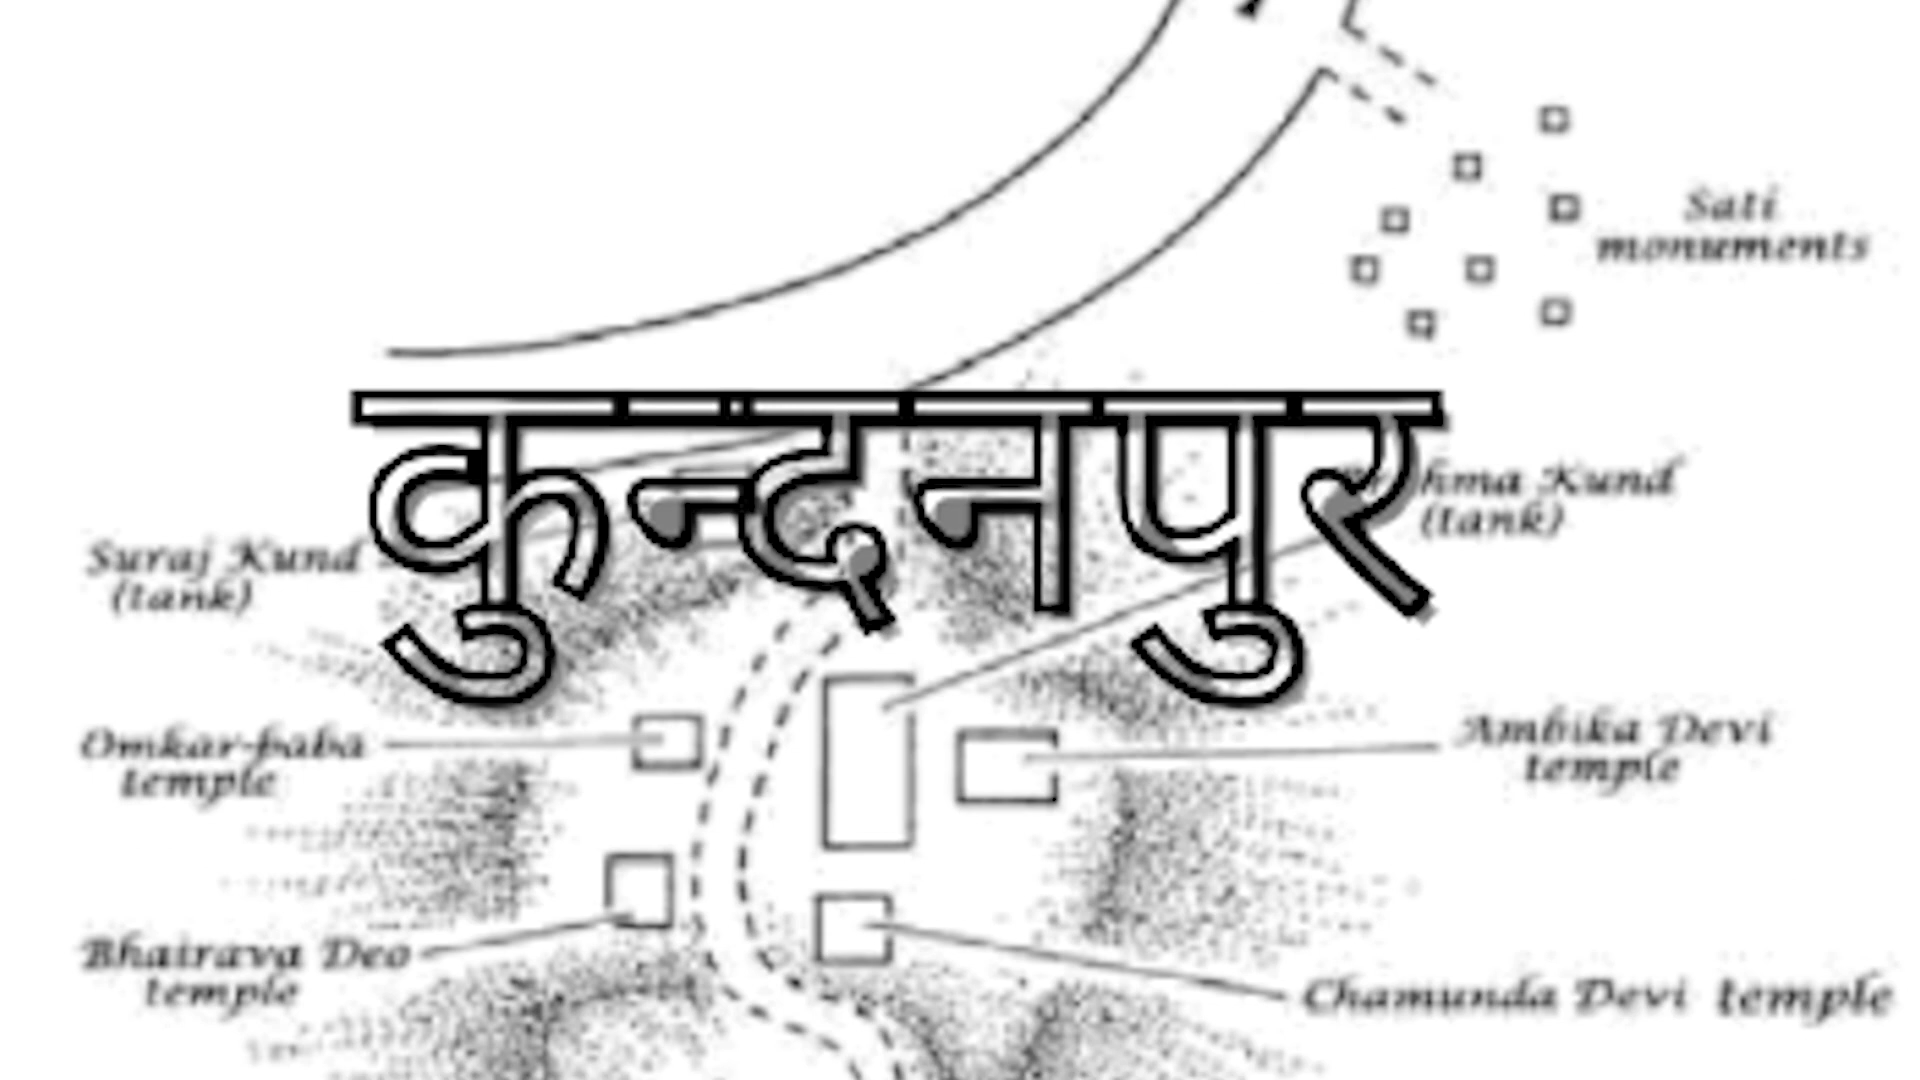 Sati
monuments
कुन्दनपुर
hma Kund
(tank)
Suraj Kund
(tank)
Omkar-baba
temple
Ambika Devi
temple
Bhairava Deo
temple
Chamunda Devi temple